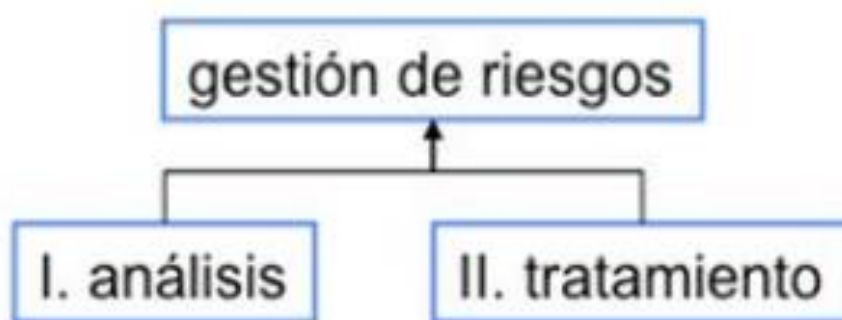 gestión de riesgos
I. análisis
II. tratamiento